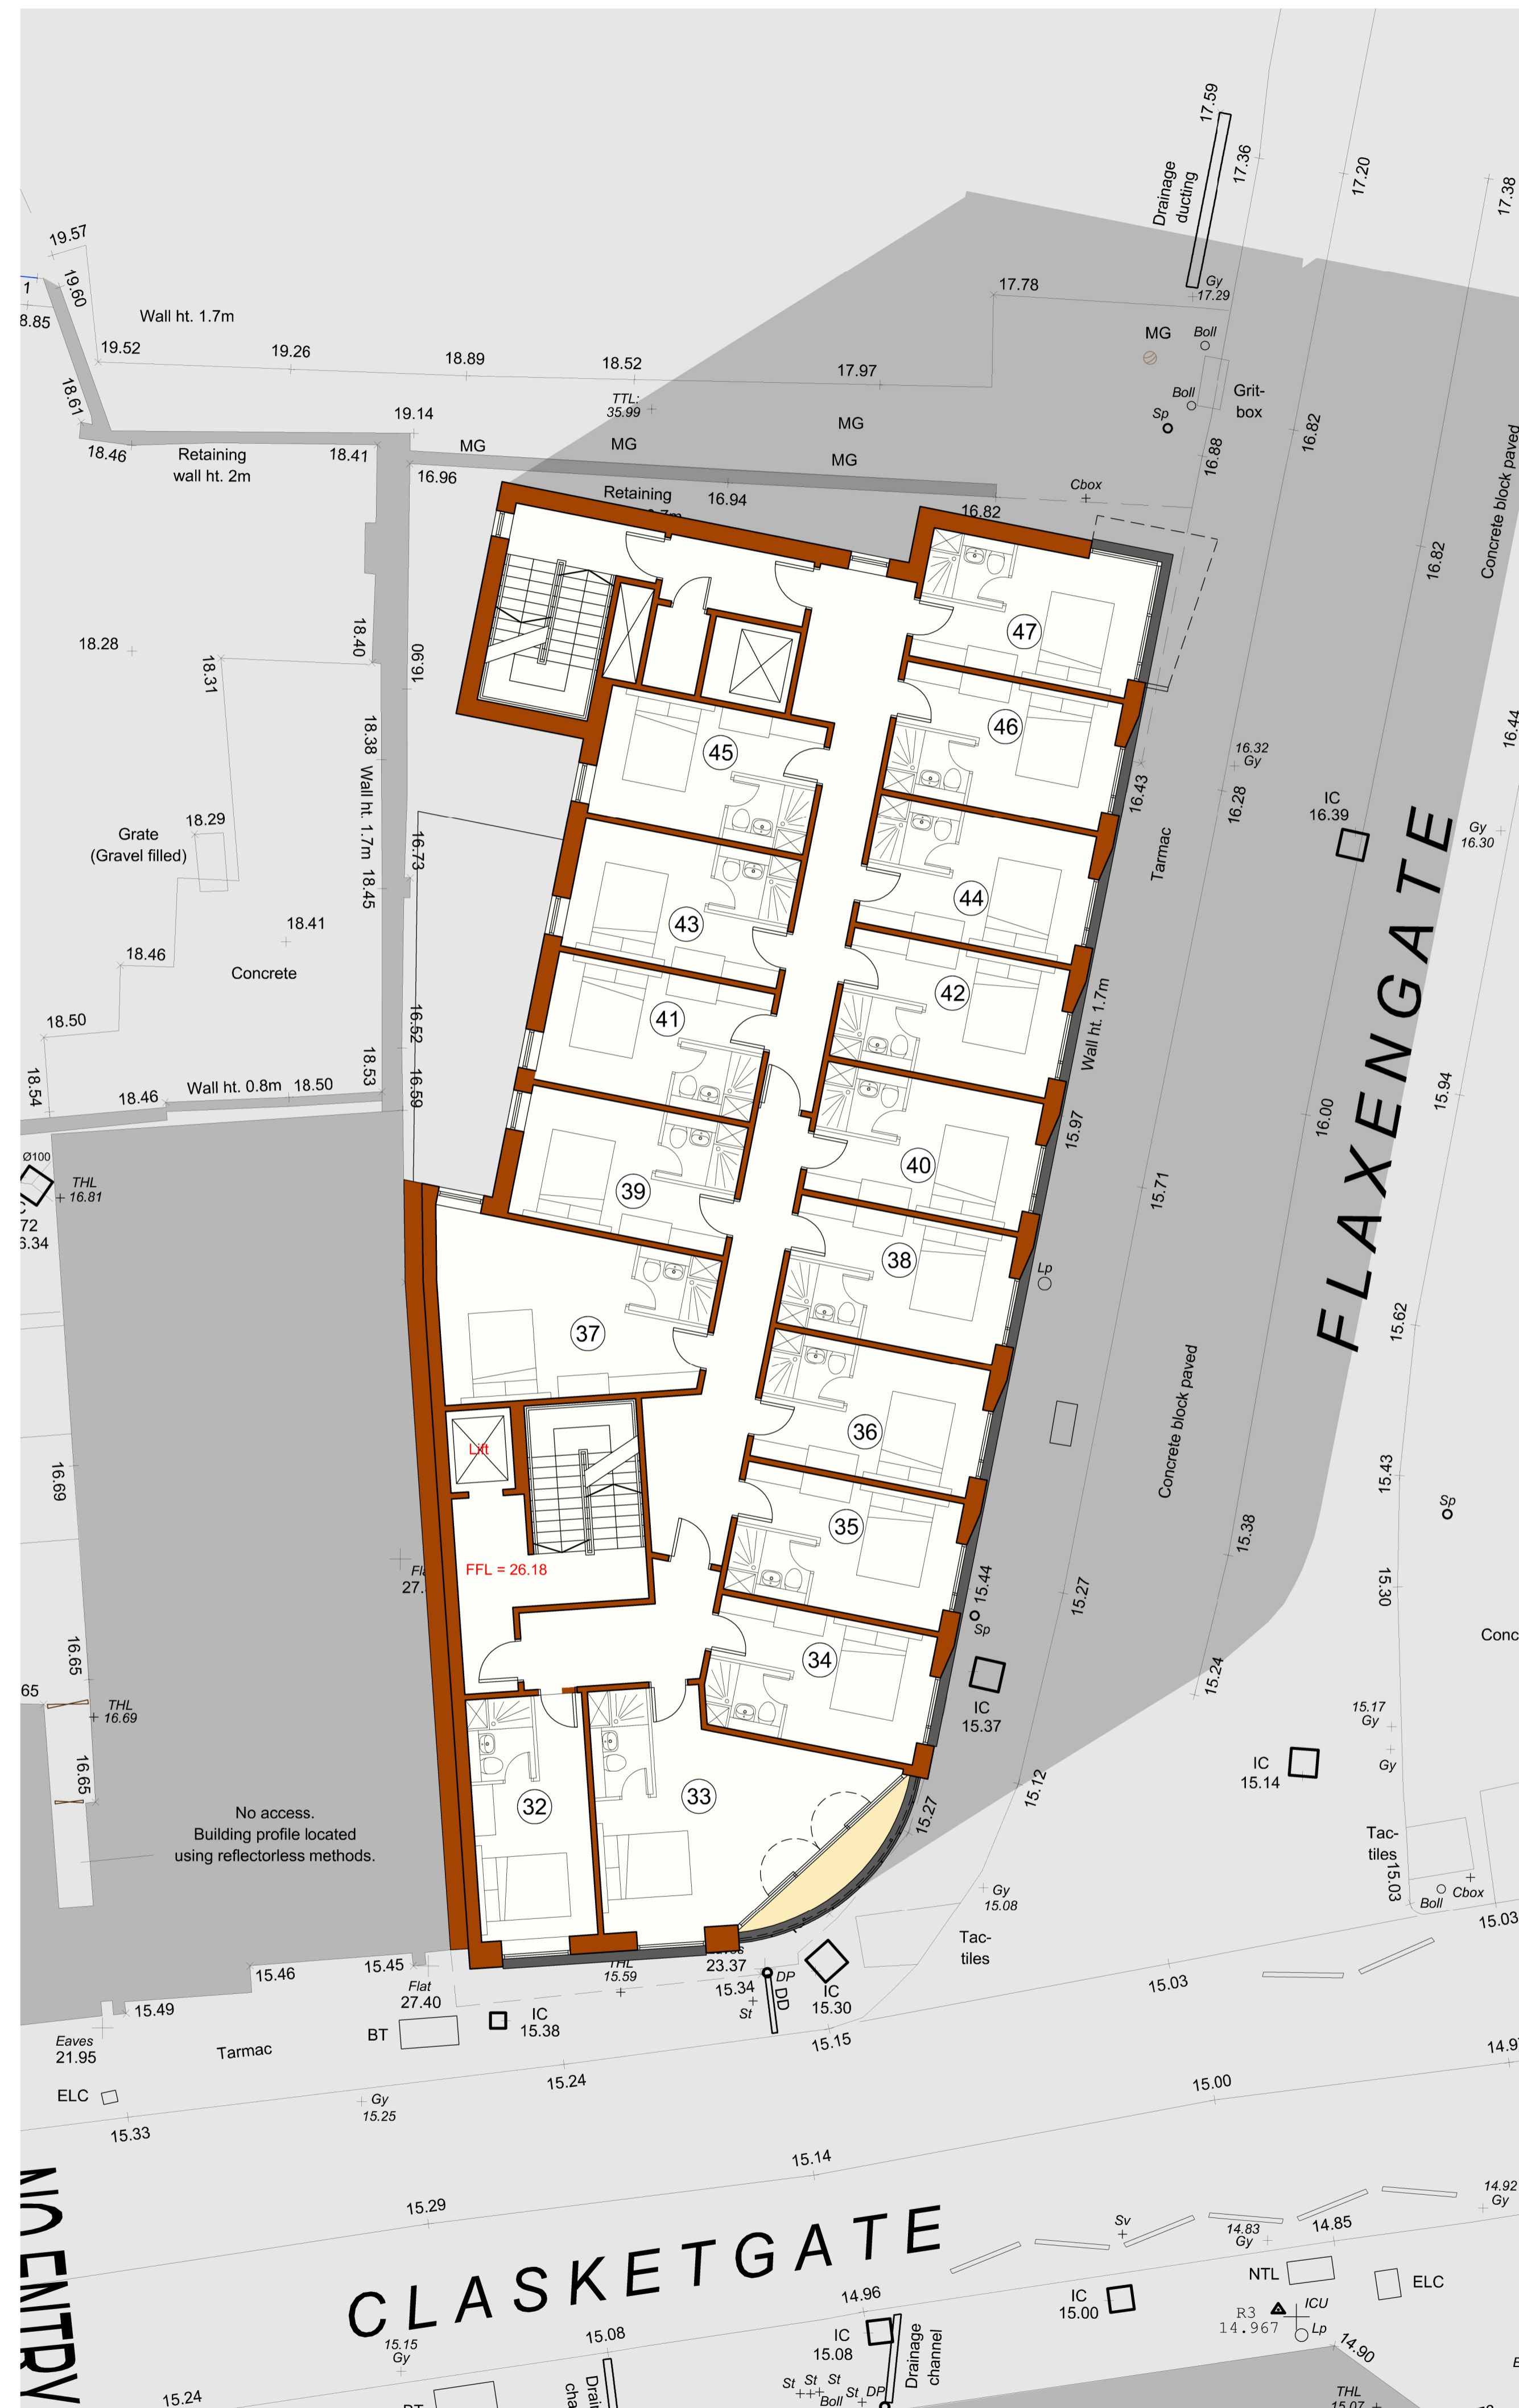 17.59
Drainage
ducting
17.36
17.20
17.38
19.57
19.60
1
8.85
Wall ht. 1.7m
19.52
19.26
18.89
18.52
17.97
17.78
Gy
17.29
MG
Boll
Boll
Grit-
box
Sp
18.61
TTL:
35.99
19.14
MG
MG
MG
MG
16.88
16.82
18.46
Retaining
wall ht. 2m
18.41
16.96
Retaining
16.94
16.82
Cbox
16.82
Concrete block paved
18.28
18.31
18.40
16.90
47
46
45
44
43
42
41
40
39
38
37
36
35
34
33
32
16.44
16.32
Gy
16.28
16.43
Tarmac
IC
16.39
Gy
16.30
18.38
Wall ht. 1.7m
18.45
Grate
(Gravel filled)
18.29
16.73
18.41
18.46
Concrete
18.50
16.52
18.53
16.59
18.54
18.46
Wall ht. 0.8m
18.50
Wall ht. 1.7m
15.97
16.00
15.94
FLAXENGATE
Ø100
THL
16.81
72
6.34
15.71
Lp
15.62
Concrete block paved
16.69
Lift
FFL = 26.18
27.
15.43
Sp
15.38
15.44
Sp
15.27
15.30
Conc
16.65
65
THL
16.69
IC
15.37
15.24
15.17
Gy
Gy
IC
15.14
16.65
15.12
15.27
No access.
Building profile located
using reflectorless methods.
Tac-
tiles
15.03
Boll
Cbox
15.03
Gy
15.08
Tac-
tiles
15.46
15.45
Flat
27.40
THL
15.59
23.37
15.34
St
DP
DD
IC
15.30
15.03
15.49
Eaves
21.95
Tarmac
BT
IC
15.38
15.15
ELC
15.24
Gy
15.25
15.33
15.00
14.9
15.14
15.29
NO ENTRY
CLASKETGATE
14.92
Gy
Sv
14.83
Gy
14.85
NTL
ELC
IC
15.00
R3
14.967
ICU
Lp
14.96
IC
15.08
Drainage
channel
15.08
15.15
Gy
14.90
15.24
St
St
St
Boll
St
DP
THL
15.07